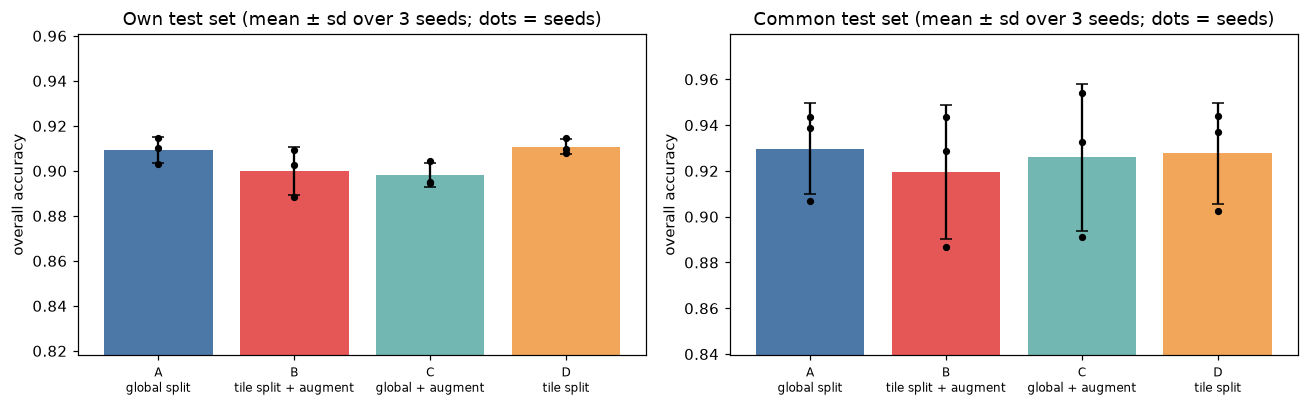 Own test set (mean ± sd over 3 seeds; dots = seeds)
overall accuracy
0.96
0.94
0.92
0.90
0.88
0.86
0.84
0.82
A
global split
B
tile split + augment
C
global + augment
D
tile split
Common test set (mean ± sd over 3 seeds; dots = seeds)
overall accuracy
0.96
0.94
0.92
0.90
0.88
0.86
0.84
A
global split
B
tile split + augment
C
global + augment
D
tile split